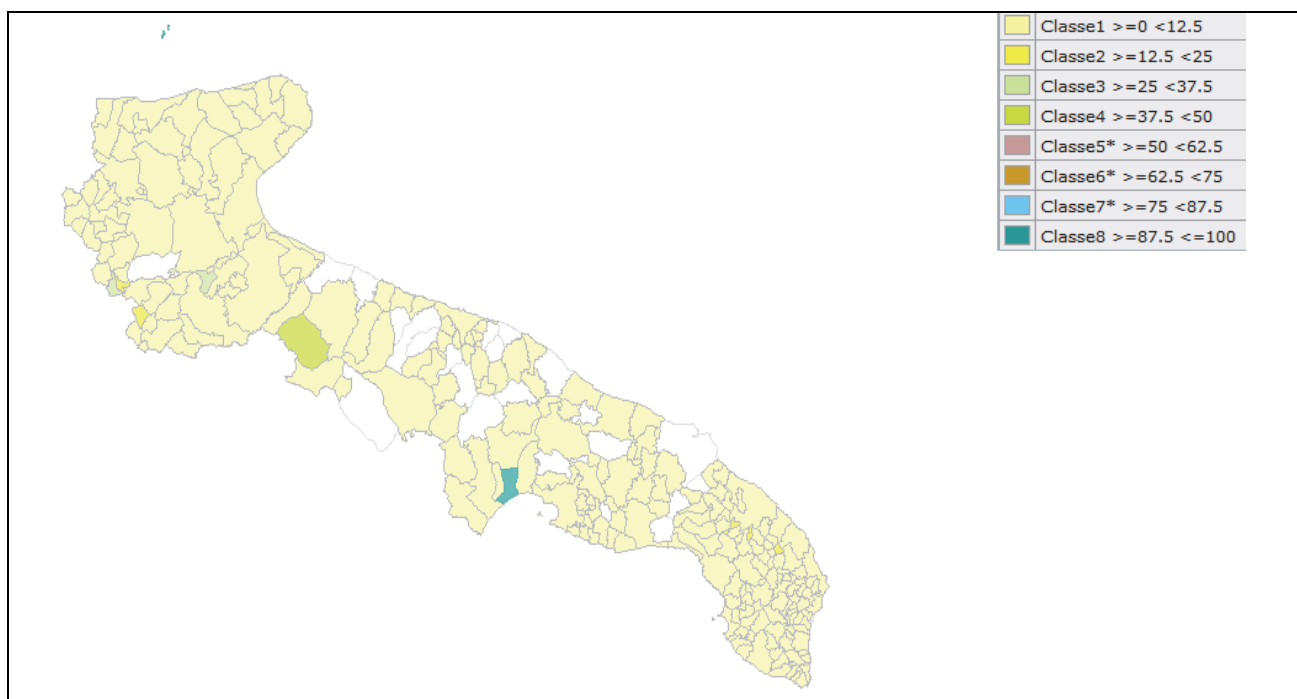 Classe1 >=0 <12.5
Classe2 >=12.5 <25
Classe3 >=25 <37.5
Classe4 >=37.5 <50
Classe5* >=50 <62.5
Classe6* >=62.5 <75
Classe7* >=75 <87.5
Classe8 >=87.5 <=100